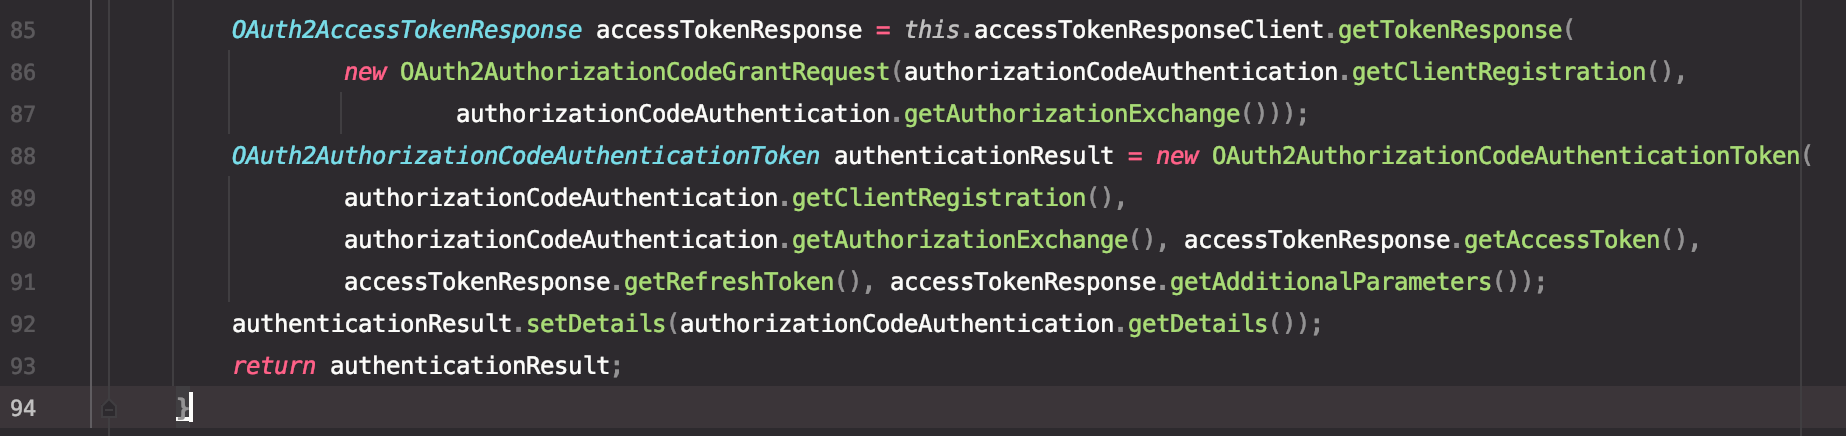 85 OAuth2AccessTokenResponse accessTokenResponse = this.accessTokenResponseClient.getTokenResponse(
86 new OAuth2AuthorizationCodeGrantRequest(authorizationCodeAuthentication.getClientRegistration(),
87 authorizationCodeAuthentication.getAuthorizationExchange()));
88 OAuth2AuthorizationCodeAuthenticationToken authenticationResult = new OAuth2AuthorizationCodeAuthenticationToken(
89 authorizationCodeAuthentication.getClientRegistration(),
90 authorizationCodeAuthentication.getAuthorizationExchange(), accessTokenResponse.getAccessToken(),
91 accessTokenResponse.getRefreshToken(), accessTokenResponse.getAdditionalParameters());
92 authenticationResult.setDetails(authorizationCodeAuthentication.getDetails());
93 return authenticationResult;
94 }